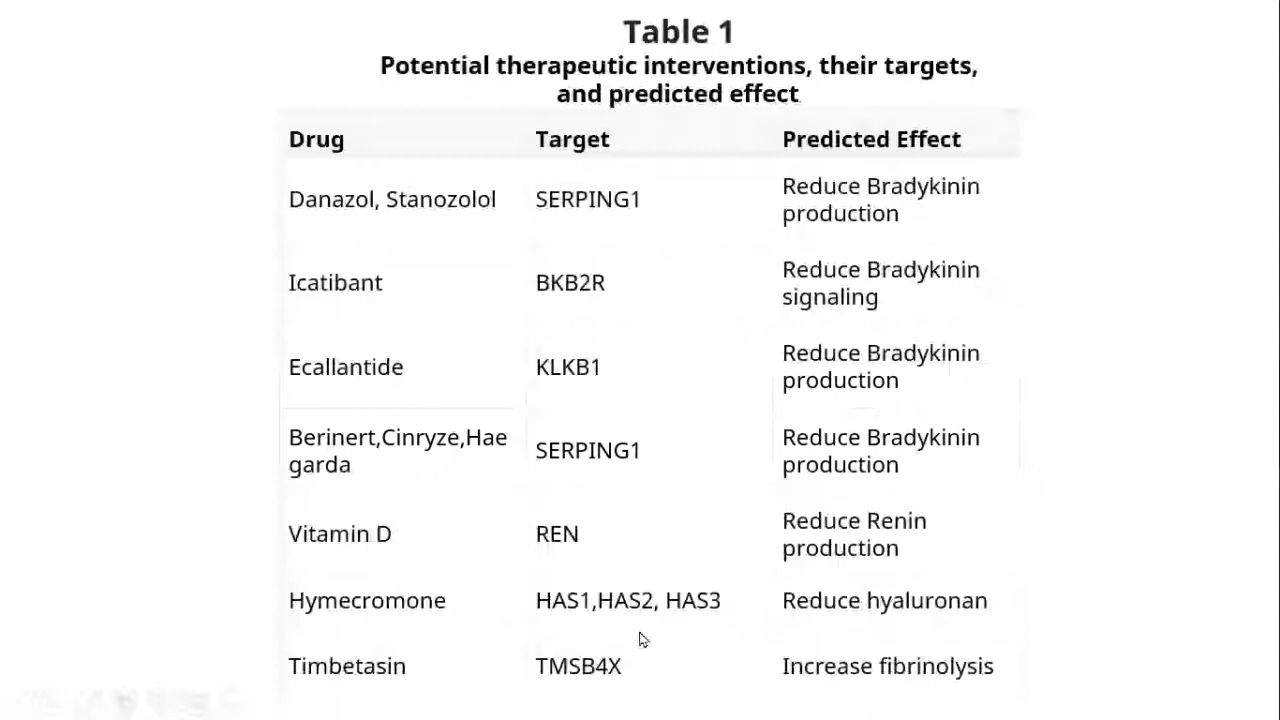 Table 1
Potential therapeutic interventions, their targets,
and predicted effect
Drug Target Predicted Effect
Danazol, Stanozolol SERPING1 Reduce Bradykinin
production
Icatibant BKB2R Reduce Bradykinin
signaling
Ecallantide KLKB1 Reduce Bradykinin
production
Berinert,Cinryze,Hae
garda SERPING1 Reduce Bradykinin
production
Vitamin D REN Reduce Renin
production
Hymecromone HAS1,HAS2, HAS3 Reduce hyaluronan
Timbetasin TMSB4X Increase fibrinolysis